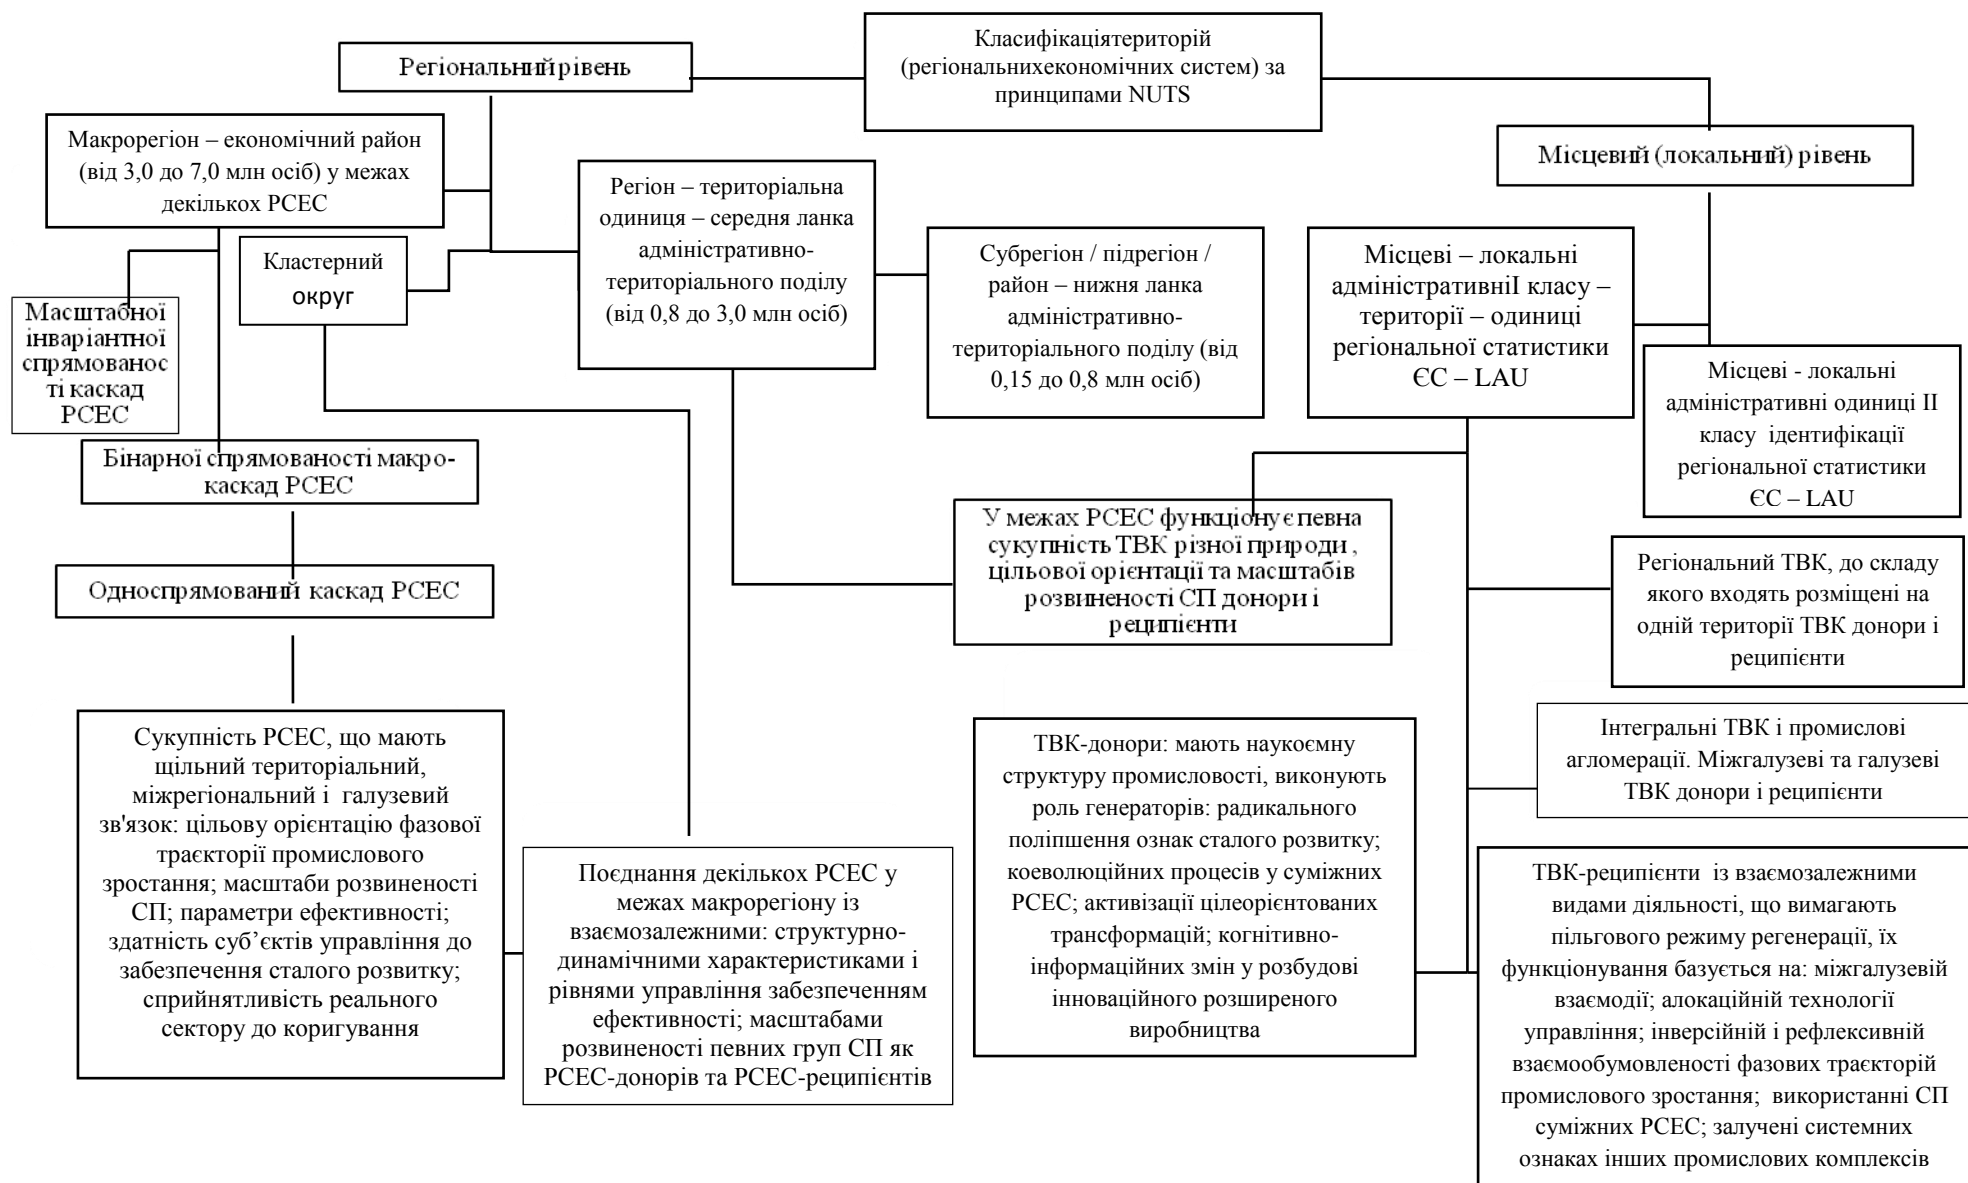 Класифікаціятериторій
(регіональнихекономічних систем) за
принципами NUTS
Регіональний рівень
Макрорегіон – економічний район
(від 3,0 до 7,0 млн осіб) у межах
декількох РСЕС
Місцевий (локальний) рівень
Регіон – територіальна
одиниця – середня ланка
адміністративно-
територіального поділу
(від 0,8 до 3,0 млн осіб)
Кластерний
округ
Субрегіон / підрегіон /
район – нижня ланка
адміністративно-
територіального поділу (від
0,15 до 0,8 млн осіб)
Місцеві – локальні
адміністративніІ класу –
території – одиниці
регіональної статистики
ЄС – LAU
Масштабної
інваріантної
спрямованос
ті каскад
РСЕС
Місцеві - локальні
адміністративні одиниці ІІ
класу ідентифікації
регіональної статистики
ЄС – LAU
Бінарної спрямованості макро-
каскад РСЕС
У межах РСЕС функціонує певна
сукупність ТВК різної природи ,
цільової орієнтації та масштабів
розвиненості СП донори і
реципієнти
Односпрямований каскад РСЕС
Регіональний ТВК, до складу
якого входять розміщені на
одній території ТВК донори і
реципієнти
Сукупність РСЕС, що мають
щільний територіальний,
міжрегіональний і галузевий
зв'язок: цільову орієнтацію фазової
траєкторії промислового
зростання; масштаби розвиненості
СП; параметри ефективності;
здатність суб’єктів управління до
забезпечення сталого розвитку;
сприйнятливість реального
сектору до коригування
Поєднання декількох РСЕС у
межах макрорегіону із
взаємозалежними: структурно-
динамічними характеристиками і
рівнями управління забезпеченням
ефективності; масштабами
розвиненості певних груп СП як
РСЕС-донорів та РСЕС-реципієнтів
ТВК-донори: мають наукоємну
структуру промисловості, виконують
роль генераторів: радикального
поліпшення ознак сталого розвитку;
коеволюційних процесів у суміжних
РСЕС; активізації цілеорієнтованих
трансформацій; когнітивно-
інформаційних змін у розбудові
інноваційного розширеного
виробництва
Інтегральні ТВК і промислові
агломерації. Міжгалузеві та галузеві
ТВК донори і реципієнти
ТВК-реципієнти із взаємозалежними
видами діяльності, що вимагають
пільгового режиму регенерації, їх
функціонування базується на: міжгалузевій
взаємодії; алокаційній технології
управління; інверсійній і рефлексивній
взаємообумовленості фазових траєкторій
промислового зростання; використанні СП
суміжних РСЕС; залучені системних
ознаках інших промислових комплексів